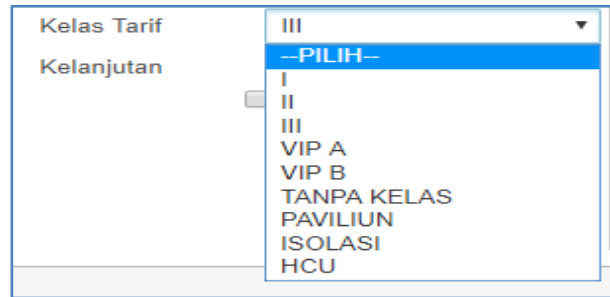 Kelas Tarif III
Kelanjutan
--PILIH--
I
II
III
VIP A
VIP B
TANPA KELAS
PAVILIUN
ISOLASI
HCU